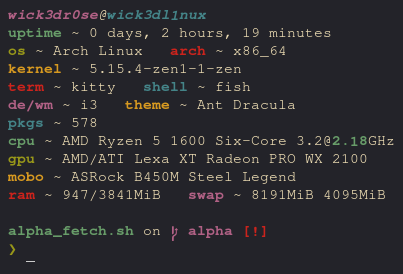 wick3dr0se@wick3dl1nux
uptime ~ 0 days, 2 hours, 19 minutes
os ~ Arch Linux   arch ~ x86_64
kernel ~ 5.15.4-zen1-1-zen
term ~ kitty   shell ~ fish
de/wm ~ i3   theme ~ Ant Dracula
pkgs ~ 578
cpu ~ AMD Ryzen 5 1600 Six-Core 3.2@2.18GHz
gpu ~ AMD/ATI Lexa XT Radeon PRO WX 2100
mobo ~ ASRock B450M Steel Legend
ram ~ 947/3841MiB   swap ~ 8191MiB 4095MiB
alpha_fetch.sh on alpha [!]
❯ _